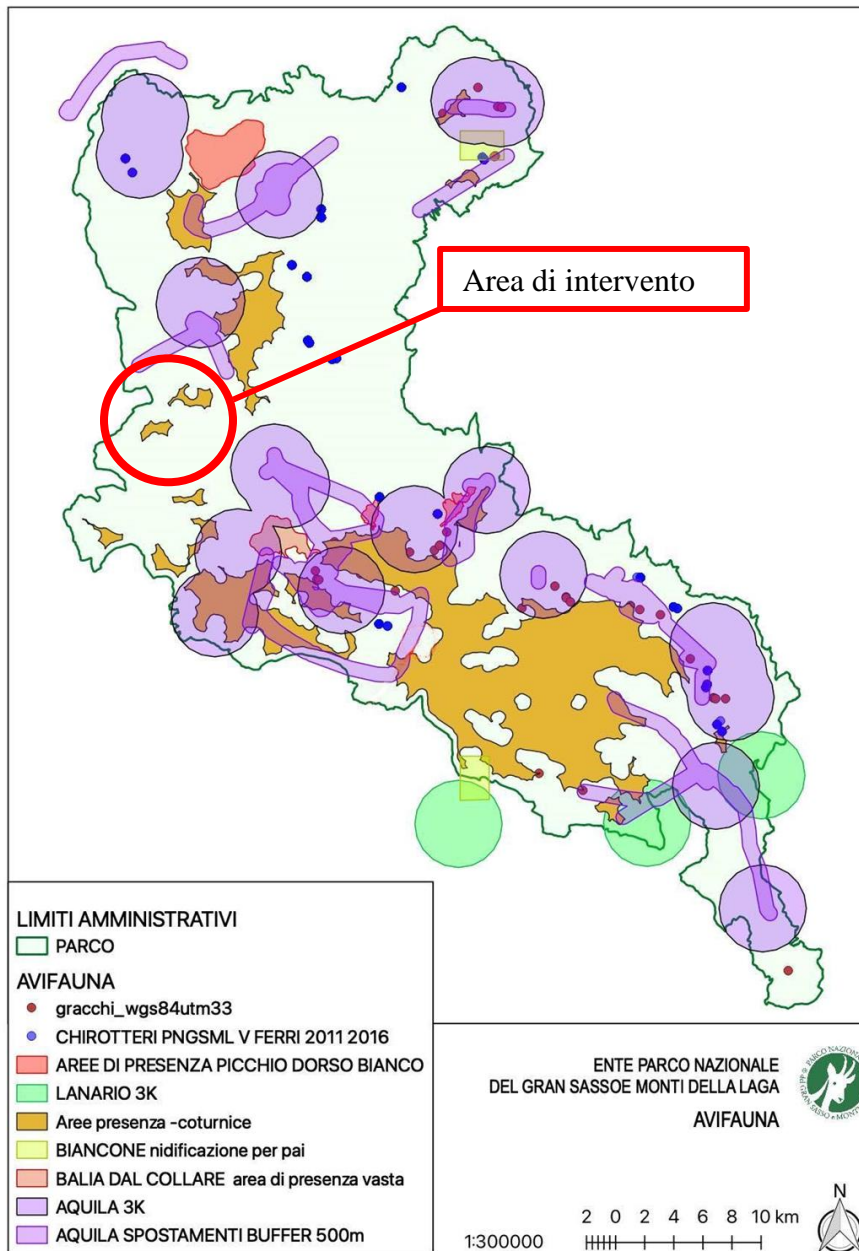 Area di intervento
LIMITI AMMINISTRATIVI
PARCO
AVIFAUNA
gracchi_wgs84utm33
CHIROTTERI PNGSML V FERRI 2011 2016
AREE DI PRESENZA PICCHIO DORSO BIANCO
LANARIO 3K
Aree presenza -coturnice
BIANCONE nidificazione per pai
BALIA DAL COLLARE area di presenza vasta
AQUILA 3K
AQUILA SPOSTAMENTI BUFFER 500m
ENTE PARCO NAZIONALE
DEL GRAN SASSOE MONTI DELLA LAGA
AVIFAUNA
N
2 0 2 4 6 8 10 km
1:300000